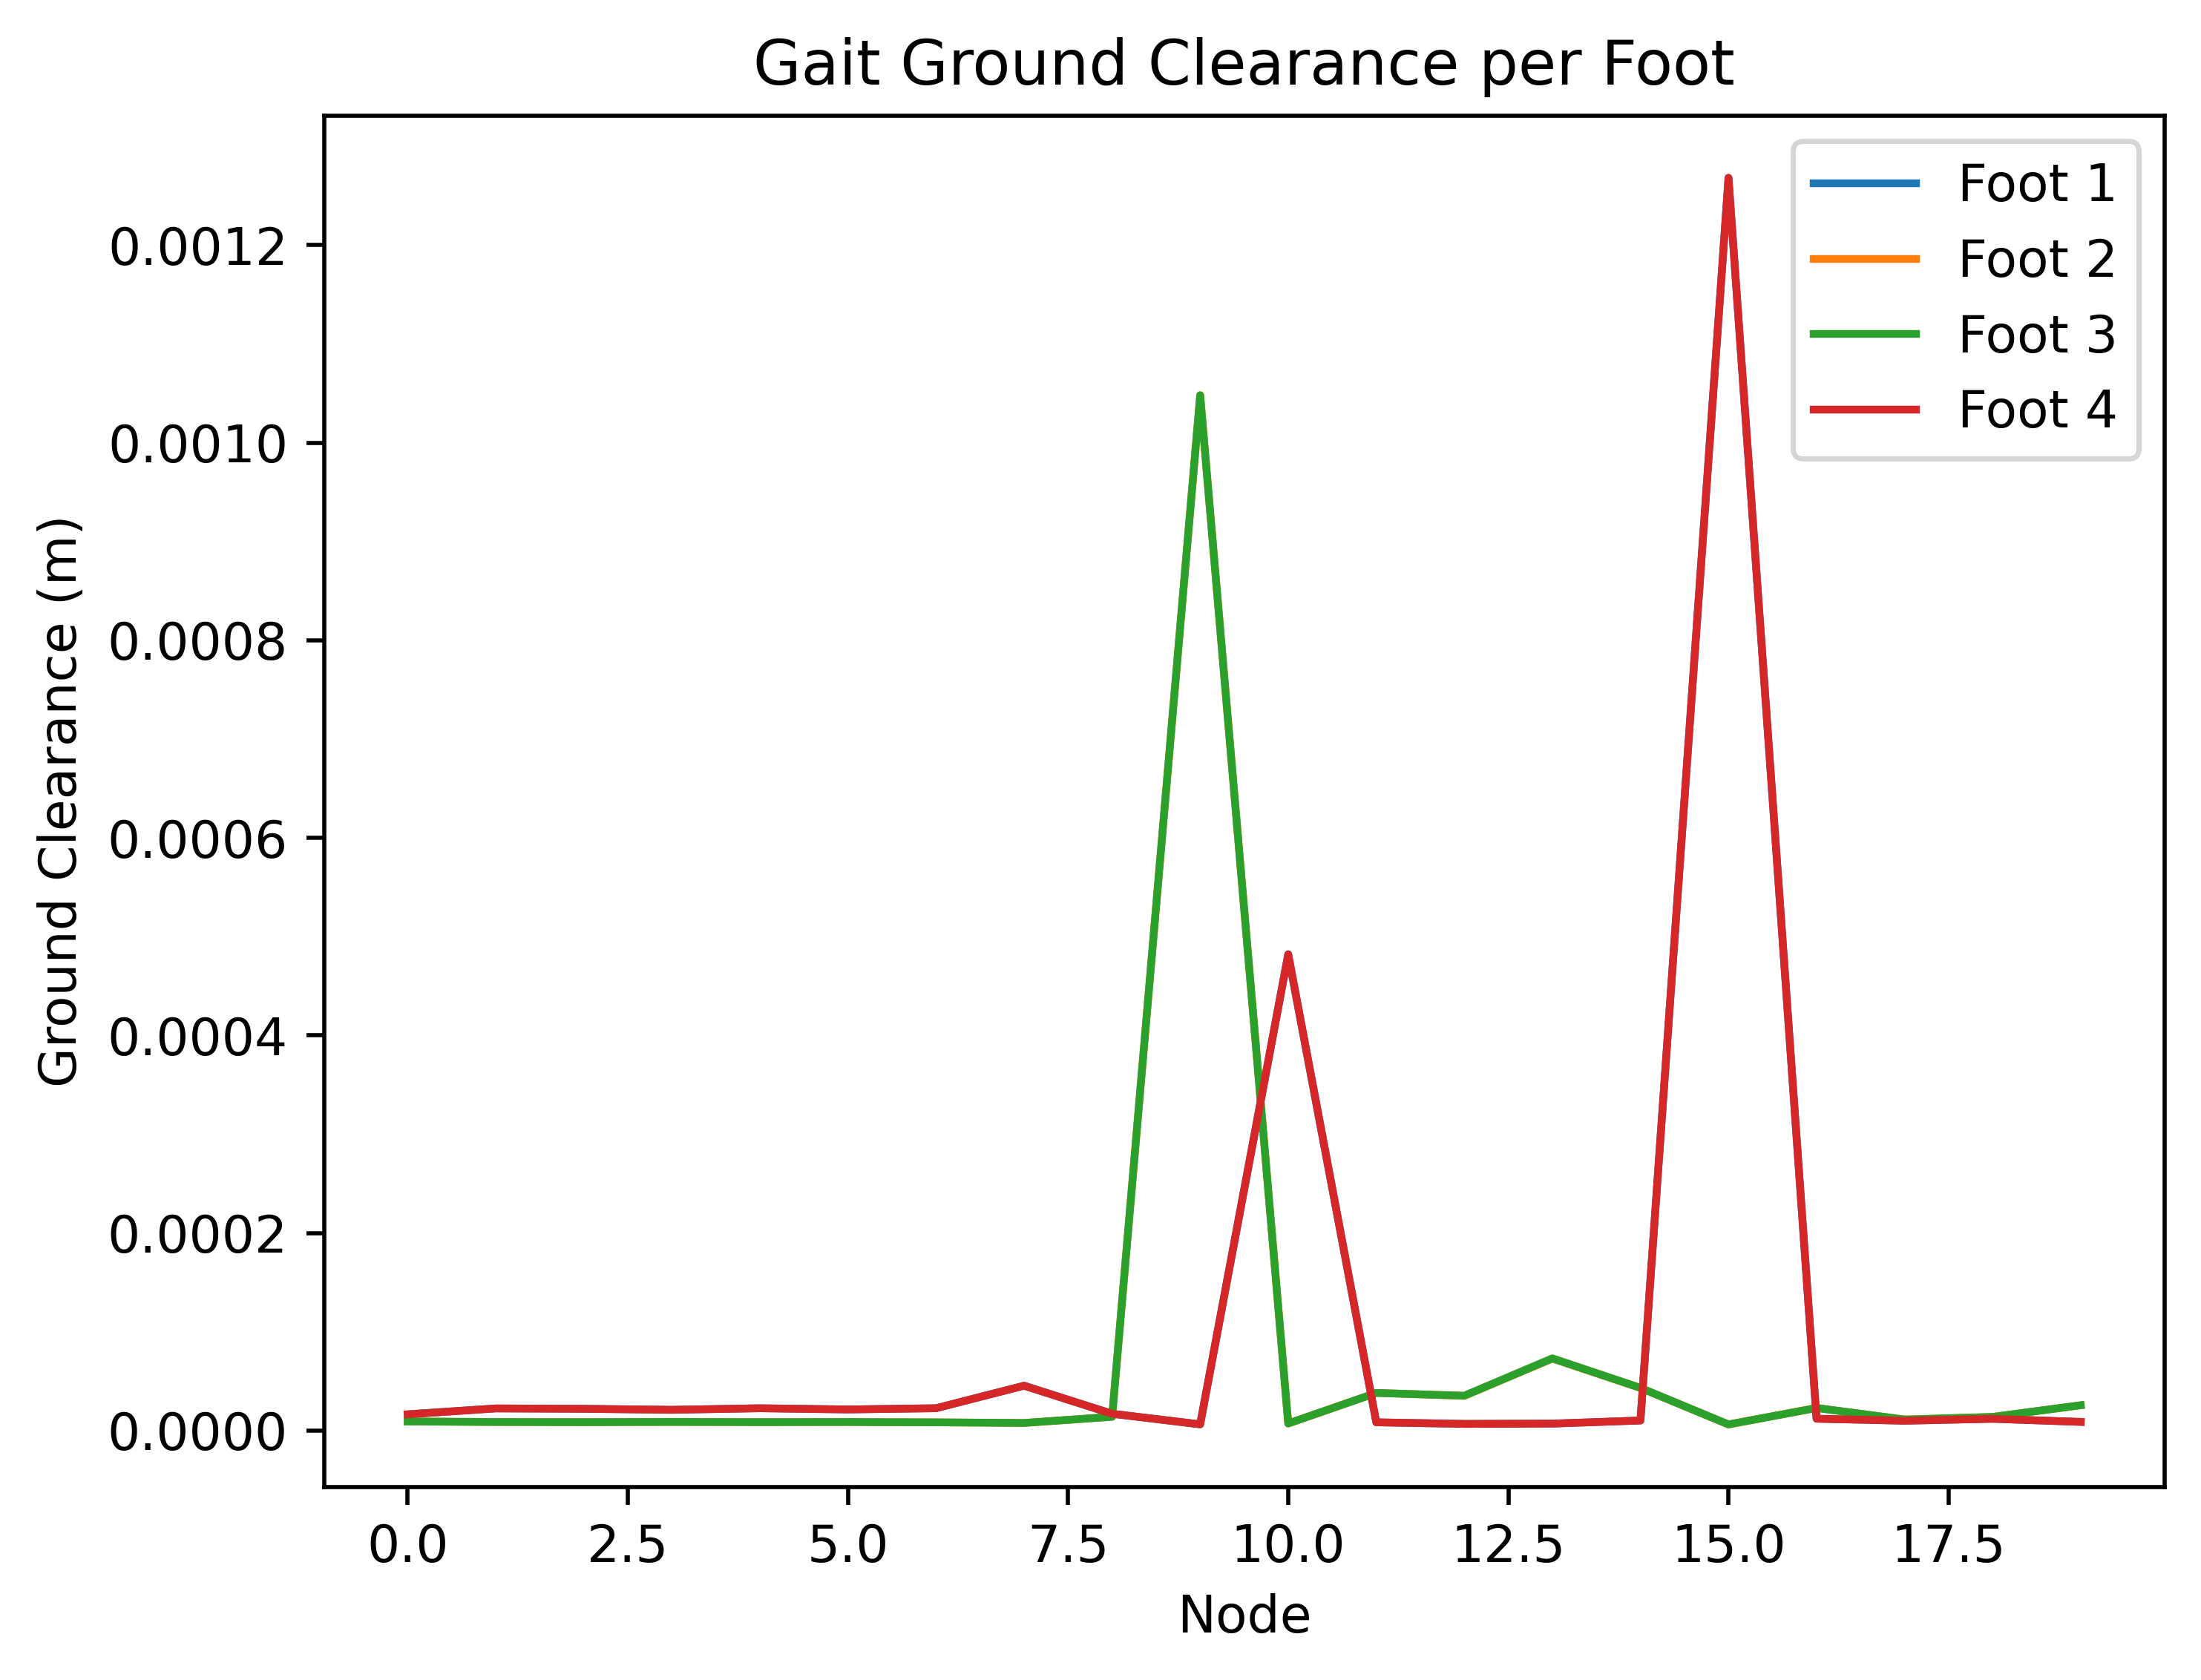 Gait Ground Clearance per Foot
Foot 1
Foot 2
Foot 3
Foot 4
Ground Clearance (m)
0.0012
0.0010
0.0008
0.0006
0.0004
0.0002
0.0000
0.0 2.5 5.0 7.5 10.0 12.5 15.0 17.5
Node